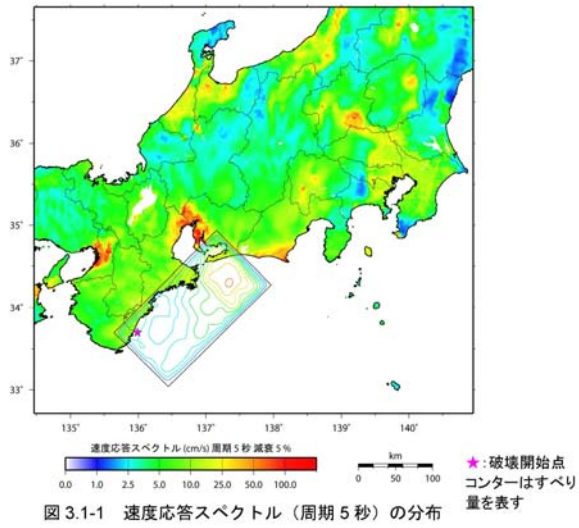 37˚
36˚
35˚
34˚
33˚
135˚ 136˚ 137˚ 138˚ 139˚ 140˚
速度応答スペクトル (cm/s) 周期 5 秒 減衰 5 %
0.0 1.0 2.5 5.0 10.0 25.0 50.0 100.0
km
0 50 100
★:破壊開始点
コンターはすべり
量を表す
図 3.1-1 速度応答スペクトル(周期 5 秒)の分布